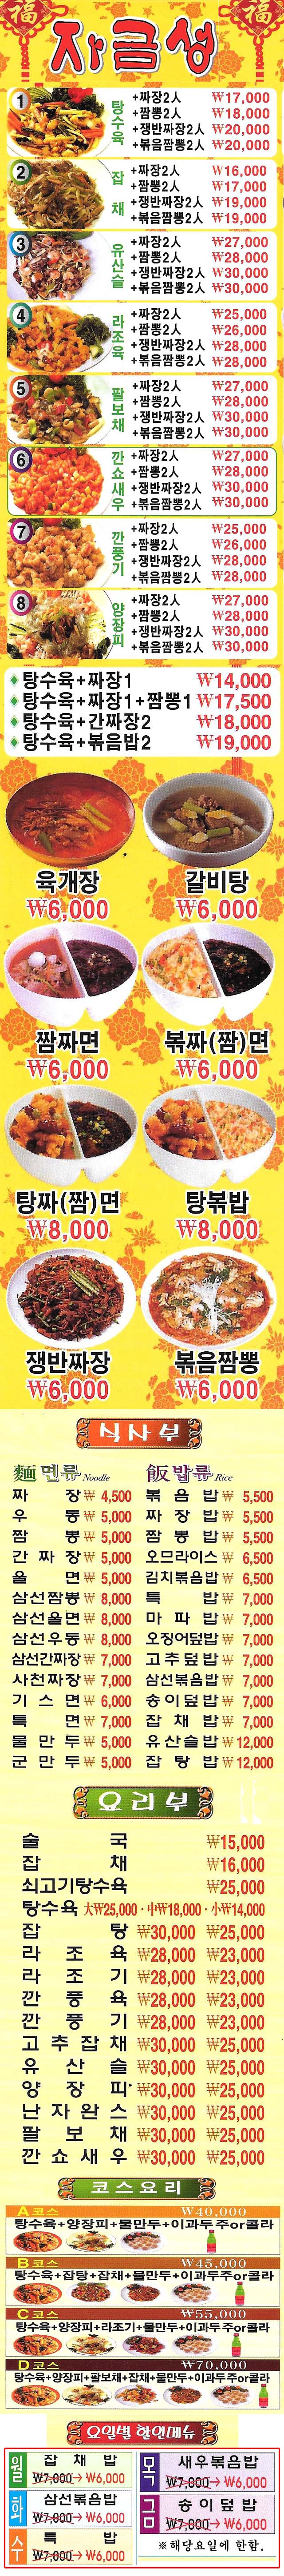 福 福
자금성
1 탕수육
+짜장2人 ₩17,000
+짬뽕2人 ₩18,000
+쟁반짜장2人 ₩20,000
+볶음짬뽕2人 ₩20,000
2 잡채
+짜장2人 ₩16,000
+짬뽕2人 ₩17,000
+쟁반짜장2人 ₩19,000
+볶음짬뽕2人 ₩19,000
3 유산슬
+짜장2人 ₩27,000
+짬뽕2人 ₩28,000
+쟁반짜장2人 ₩30,000
+볶음짬뽕2人 ₩30,000
4 라조육
+짜장2人 ₩25,000
+짬뽕2人 ₩26,000
+쟁반짜장2人 ₩28,000
+볶음짬뽕2人 ₩28,000
5 팔보채
+짜장2人 ₩27,000
+짬뽕2人 ₩28,000
+쟁반짜장2人 ₩30,000
+볶음짬뽕2人 ₩30,000
6 깐쇼새우
+짜장2人 ₩27,000
+짬뽕2人 ₩28,000
+쟁반짜장2人 ₩30,000
+볶음짬뽕2人 ₩30,000
7 깐풍기
+짜장2人 ₩25,000
+짬뽕2人 ₩26,000
+쟁반짜장2人 ₩28,000
+볶음짬뽕2人 ₩28,000
8 양장피
+짜장2人 ₩27,000
+짬뽕2人 ₩28,000
+쟁반짜장2人 ₩30,000
+볶음짬뽕2人 ₩30,000
탕수육+짜장1 ₩14,000
탕수육+짜장1+짬뽕1 ₩17,500
탕수육+간짜장2 ₩18,000
탕수육+볶음밥2 ₩19,000
육개장 갈비탕
₩6,000 ₩6,000
짬짜면 볶짜(짬)면
₩6,000 ₩6,000
탕짜(짬)면 탕볶밥
₩8,000 ₩8,000
쟁반짜장 볶음짬뽕
₩6,000 ₩6,000
식사부
麵 면류 Noodle 飯 밥류 Rice
짜장 ₩ 4,500 볶음밥 ₩ 5,500
우동 ₩ 5,000 짜장밥 ₩ 5,500
짬뽕 ₩ 5,000 짬뽕밥 ₩ 5,500
간짜장 ₩ 5,000 오므라이스 ₩ 6,500
울면 ₩ 5,000 김치볶음밥 ₩ 6,500
삼선짬뽕 ₩ 8,000 특밥 ₩ 7,000
삼선울면 ₩ 8,000 마파밥 ₩ 7,000
삼선우동 ₩ 8,000 오징어덮밥 ₩ 7,000
삼선간짜장 ₩ 7,000 고추덮밥 ₩ 7,000
사천짜장 ₩ 7,000 삼선볶음밥 ₩ 7,000
기스면 ₩ 6,000 송이덮밥 ₩ 7,000
특면 ₩ 7,000 잡채밥 ₩ 7,000
물만두 ₩ 5,000 유산슬밥 ₩ 12,000
군만두 ₩ 5,000 잡탕밥 ₩ 12,000
요리부
술국 ₩15,000
잡채 ₩16,000
쇠고기탕수육 ₩25,000
탕수육 大₩25,000 · 中₩18,000 · 小₩14,000
잡탕 ₩30,000 ₩25,000
라조육 ₩28,000 ₩23,000
라조기 ₩28,000 ₩23,000
깐풍육 ₩28,000 ₩23,000
깐풍기 ₩28,000 ₩23,000
고추잡채 ₩30,000 ₩25,000
유산슬 ₩30,000 ₩25,000
양장피 ₩30,000 ₩25,000
난자완스 ₩30,000 ₩25,000
팔보채 ₩30,000 ₩25,000
깐쇼새우 ₩30,000 ₩25,000
코스요리
A코스 ₩40,000
탕수육+양장피+물만두+이과두주or콜라
B코스 ₩45,000
탕수육+잡탕+잡채+물만두+이과두주or콜라
C코스 ₩55,000
탕수육+양장피+라조기+물만두+이과두주or콜라
D코스 ₩70,000
탕수육+양장피+팔보채+잡채+물만두+이과두주or콜라
요일별 할인메뉴
월 잡채밥 ₩7,000→₩6,000
목 새우볶음밥 ₩7,000→₩6,000
화 삼선볶음밥 ₩7,000→₩6,000
금 송이덮밥 ₩7,000→₩6,000
수 특밥 ₩7,000→₩6,000
※해당요일에 한함.